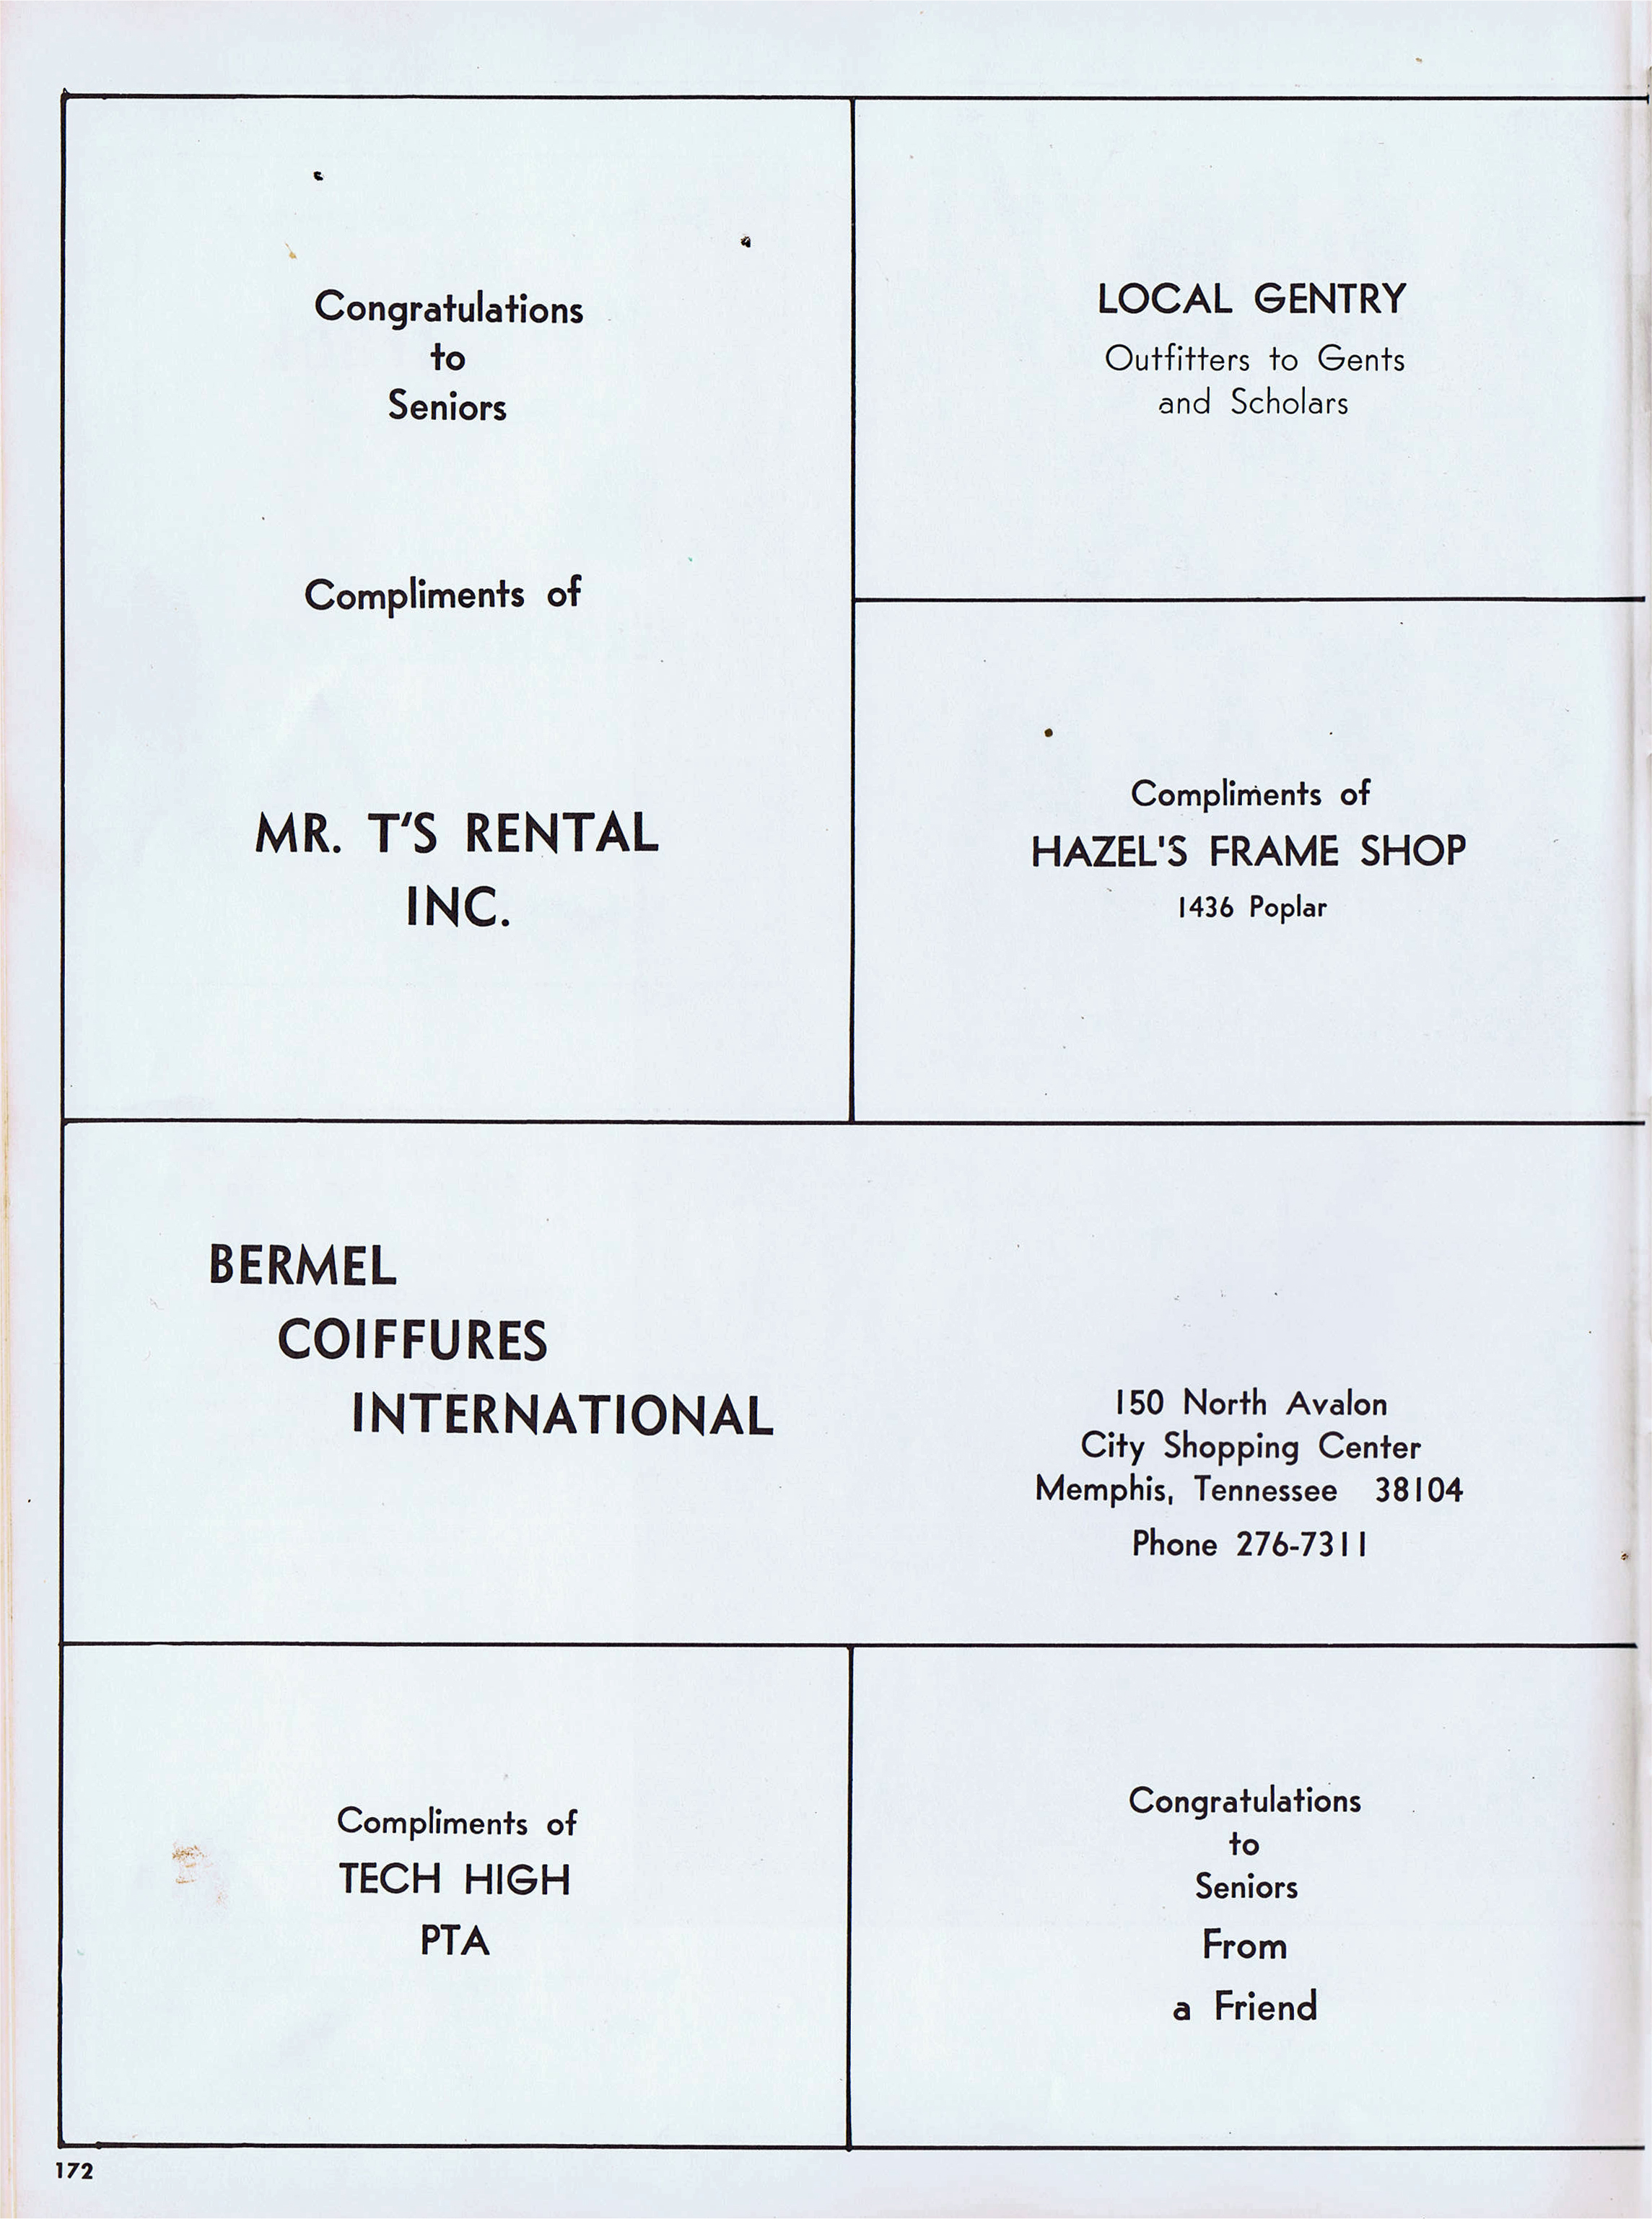 Congratulations
to
Seniors
Compliments of
MR. T'S RENTAL
INC.
LOCAL GENTRY
Outfitters to Gents
and Scholars
Compliments of
HAZEL'S FRAME SHOP
1436 Poplar
BERMEL
COIFFURES
INTERNATIONAL
150 North Avalon
City Shopping Center
Memphis, Tennessee 38104
Phone 276-7311
Compliments of
TECH HIGH
PTA
Congratulations
to
Seniors
From
a Friend
172